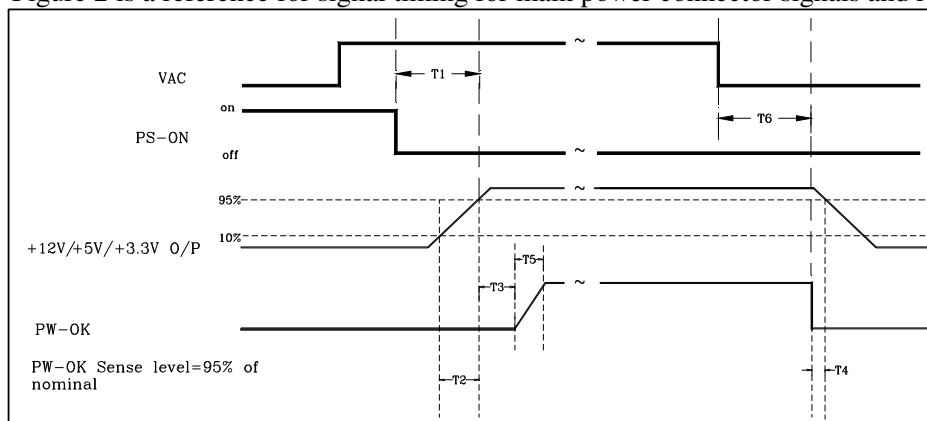 Figure 2 is a reference for signal timing for main power connector signals and
VAC
T1
T6
on
PS-ON
off
95%
10%
+12V/+5V/+3.3V O/P
T5
T3
PW-OK
PW-OK Sense level=95% of
nominal
T2
T4
~
~
~
~